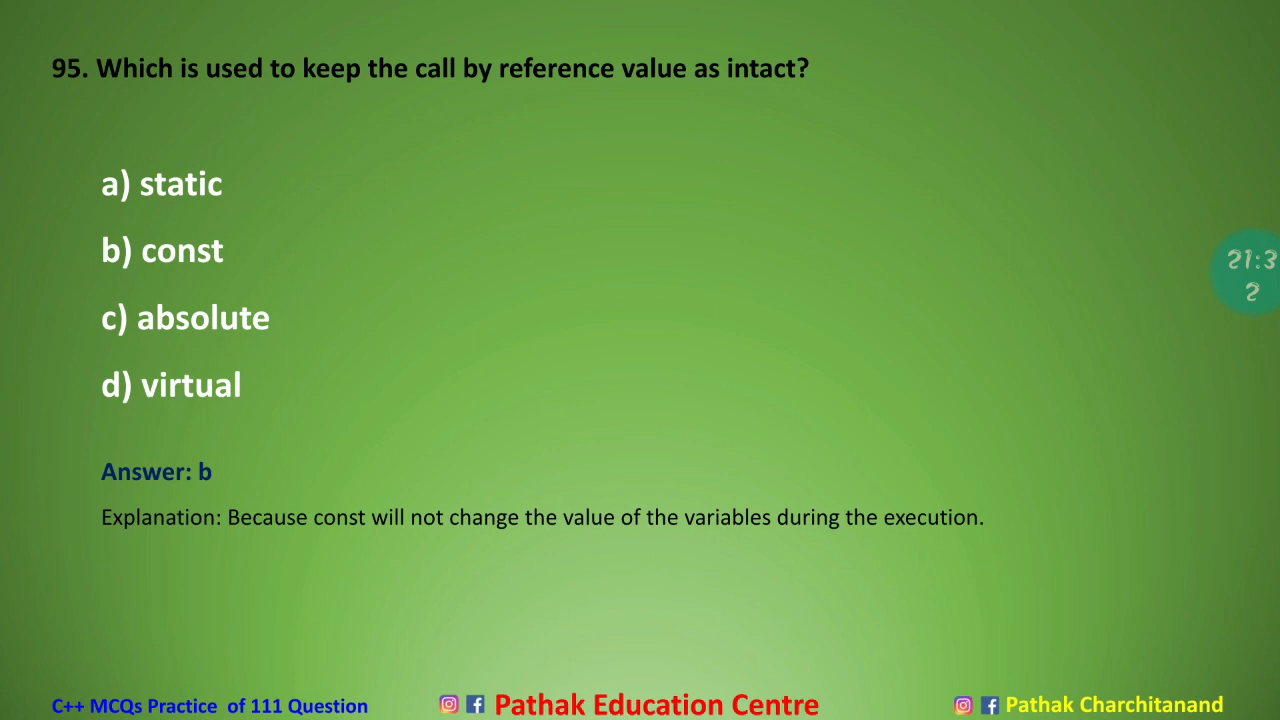 95. Which is used to keep the call by reference value as intact?
a) static
b) const
c) absolute
d) virtual
21:3
2
Answer: b
Explanation: Because const will not change the value of the variables during the execution.
C++ MCQs Practice of 111 Question Pathak Education Centre Pathak Charchitanand